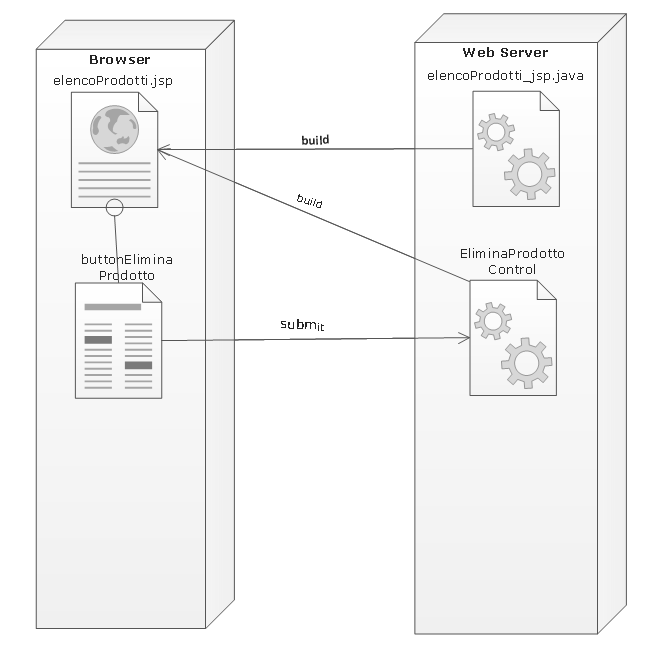 Browser
elencoProdotti.jsp
Web Server
elencoProdotti_jsp.java
build
build
buttonElimina
Prodotto
EliminaProdotto
Control
submit